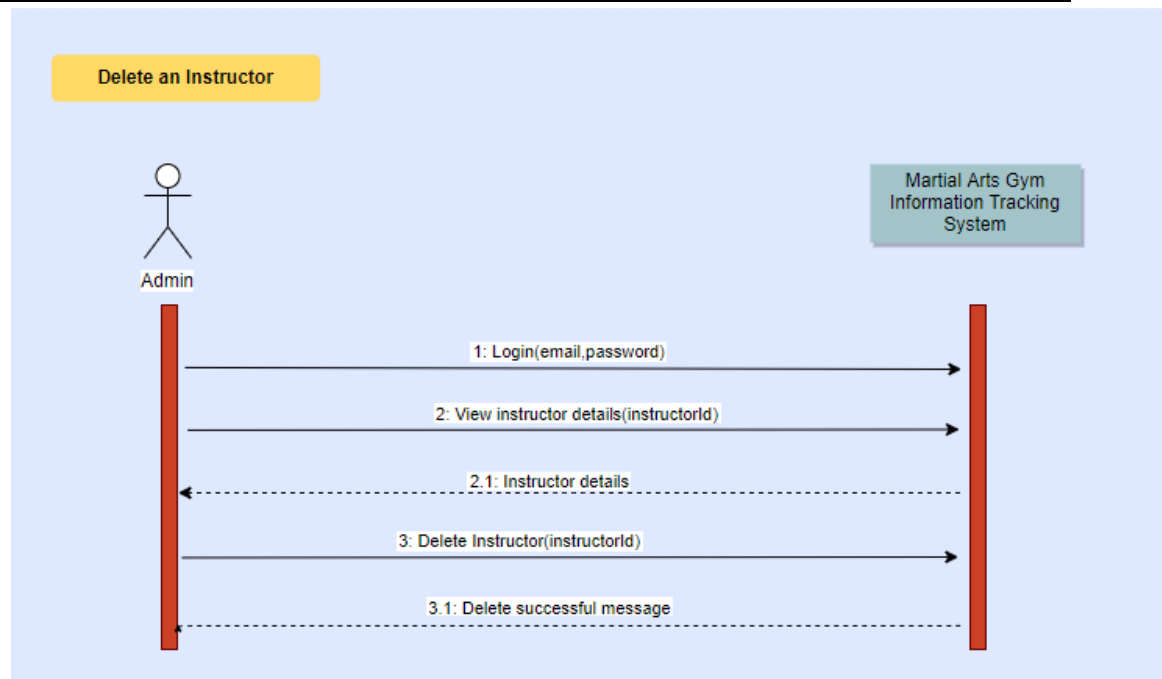 Delete an Instructor
Martial Arts Gym
Information Tracking
System
Admin
1: Login(email,password)
2: View instructor details(instructorId)
2.1: Instructor details
3: Delete Instructor(instructorId)
3.1: Delete successful message